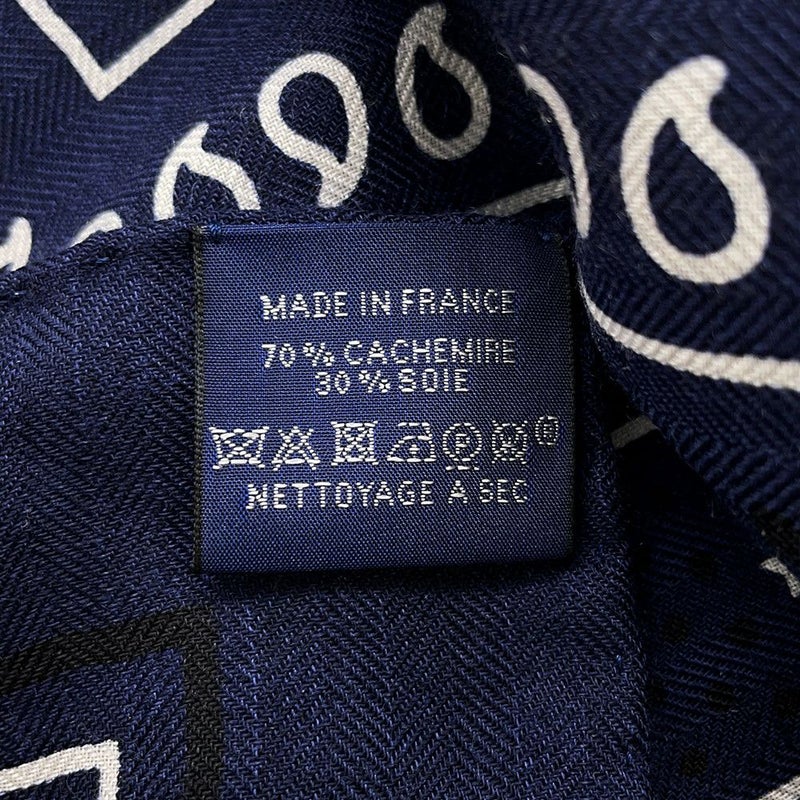 MADE IN FRANCE
70 % CACHEMIRE
30 % SOIE
NETTOYAGE A SEC